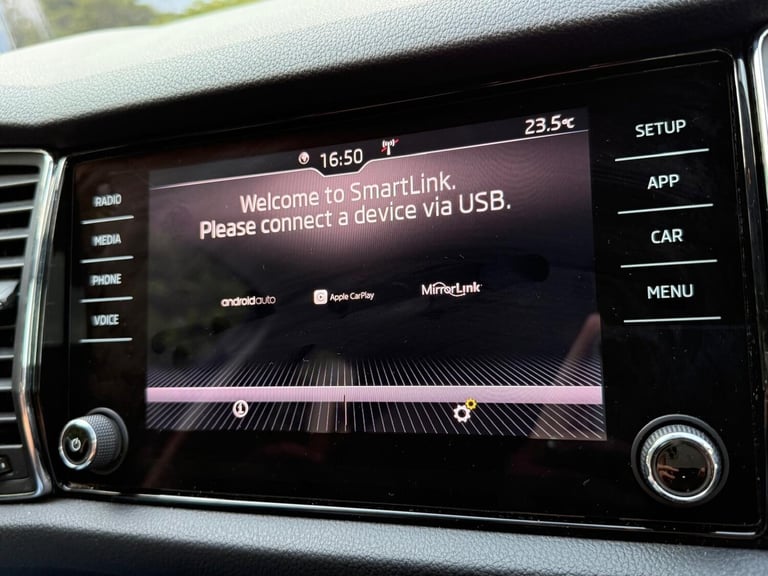 16:50
23.5°C
Welcome to SmartLink.
Please connect a device via USB.
androidauto
Apple CarPlay
MirrorLink
RADIO
MEDIA
PHONE
VOICE
SETUP
APP
CAR
MENU